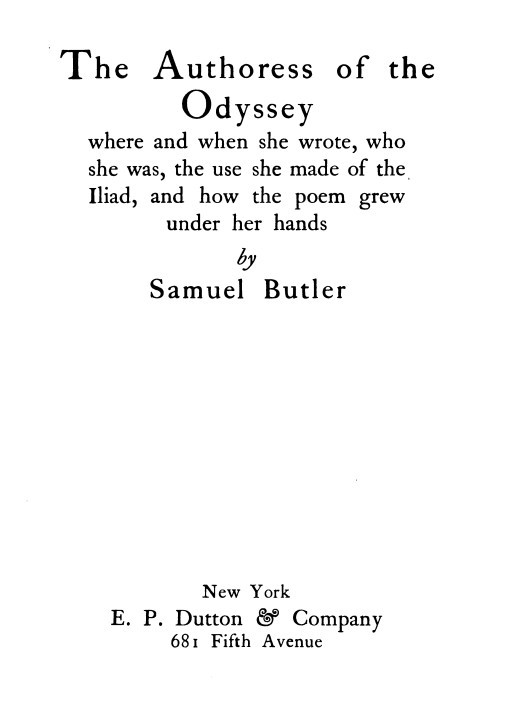 The Authoress of the
Odyssey
where and when she wrote, who
she was, the use she made of the
Iliad, and how the poem grew
under her hands
by
Samuel Butler
New York
E. P. Dutton & Company
681 Fifth Avenue